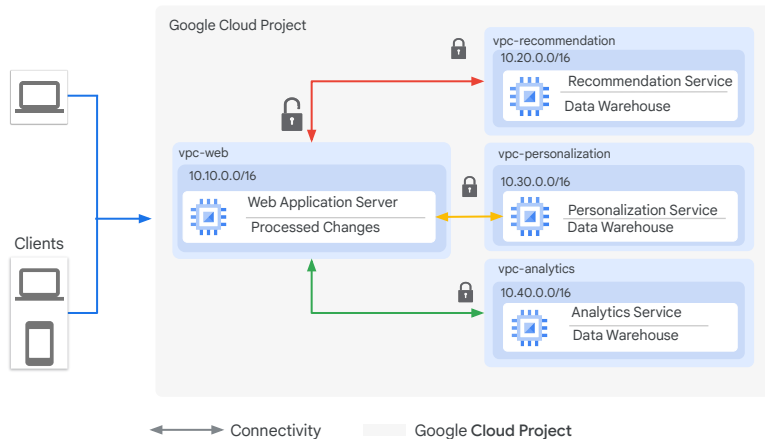 Google Cloud Project
vpc-recommendation
10.20.0.0/16
Recommendation Service
Data Warehouse
vpc-web
10.10.0.0/16
Web Application Server
Processed Changes
vpc-personalization
10.30.0.0/16
Personalization Service
Data Warehouse
Clients
vpc-analytics
10.40.0.0/16
Analytics Service
Data Warehouse
Connectivity
Google Cloud Project